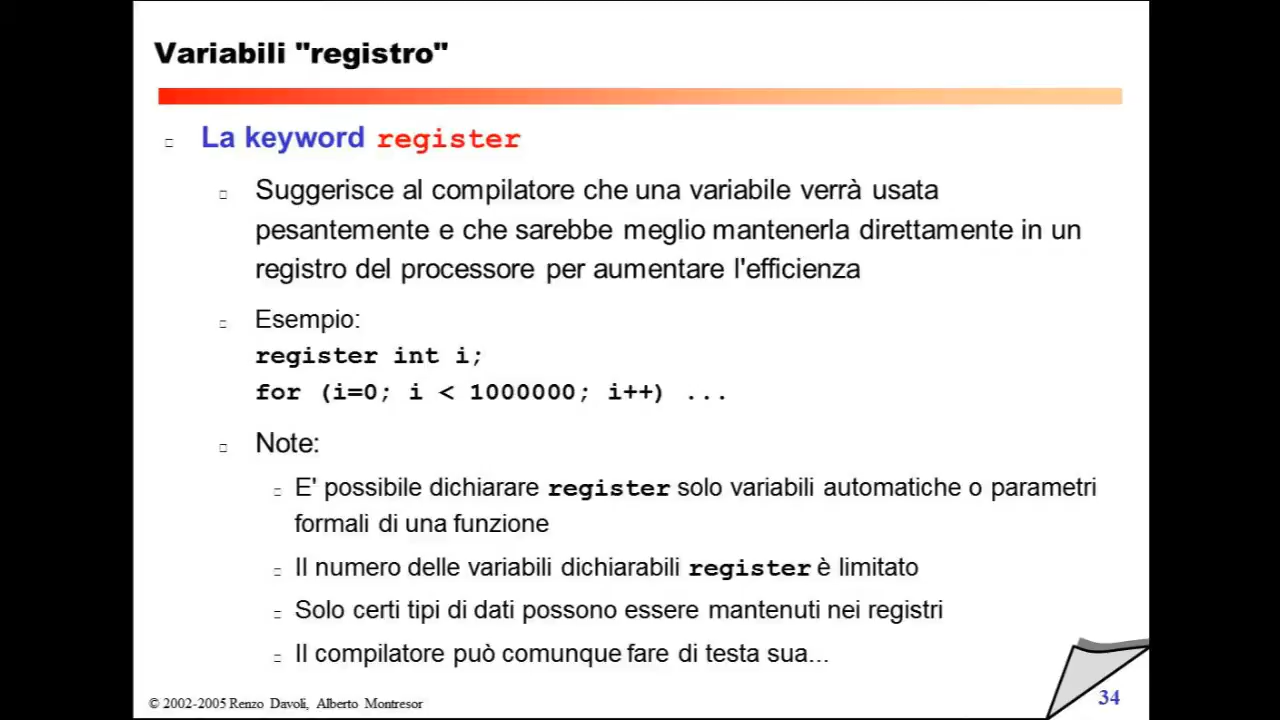 Variabili "registro"
La keyword register
Suggerisce al compilatore che una variabile verrà usata
pesantemente e che sarebbe meglio mantenerla direttamente in un
registro del processore per aumentare l'efficienza
Esempio:
register int i;
for (i=0; i < 1000000; i++) ...
Note:
E' possibile dichiarare register solo variabili automatiche o parametri
formali di una funzione
Il numero delle variabili dichiarabili register è limitato
Solo certi tipi di dati possono essere mantenuti nei registri
Il compilatore può comunque fare di testa sua...
© 2002-2005 Renzo Davoli, Alberto Montresor
34